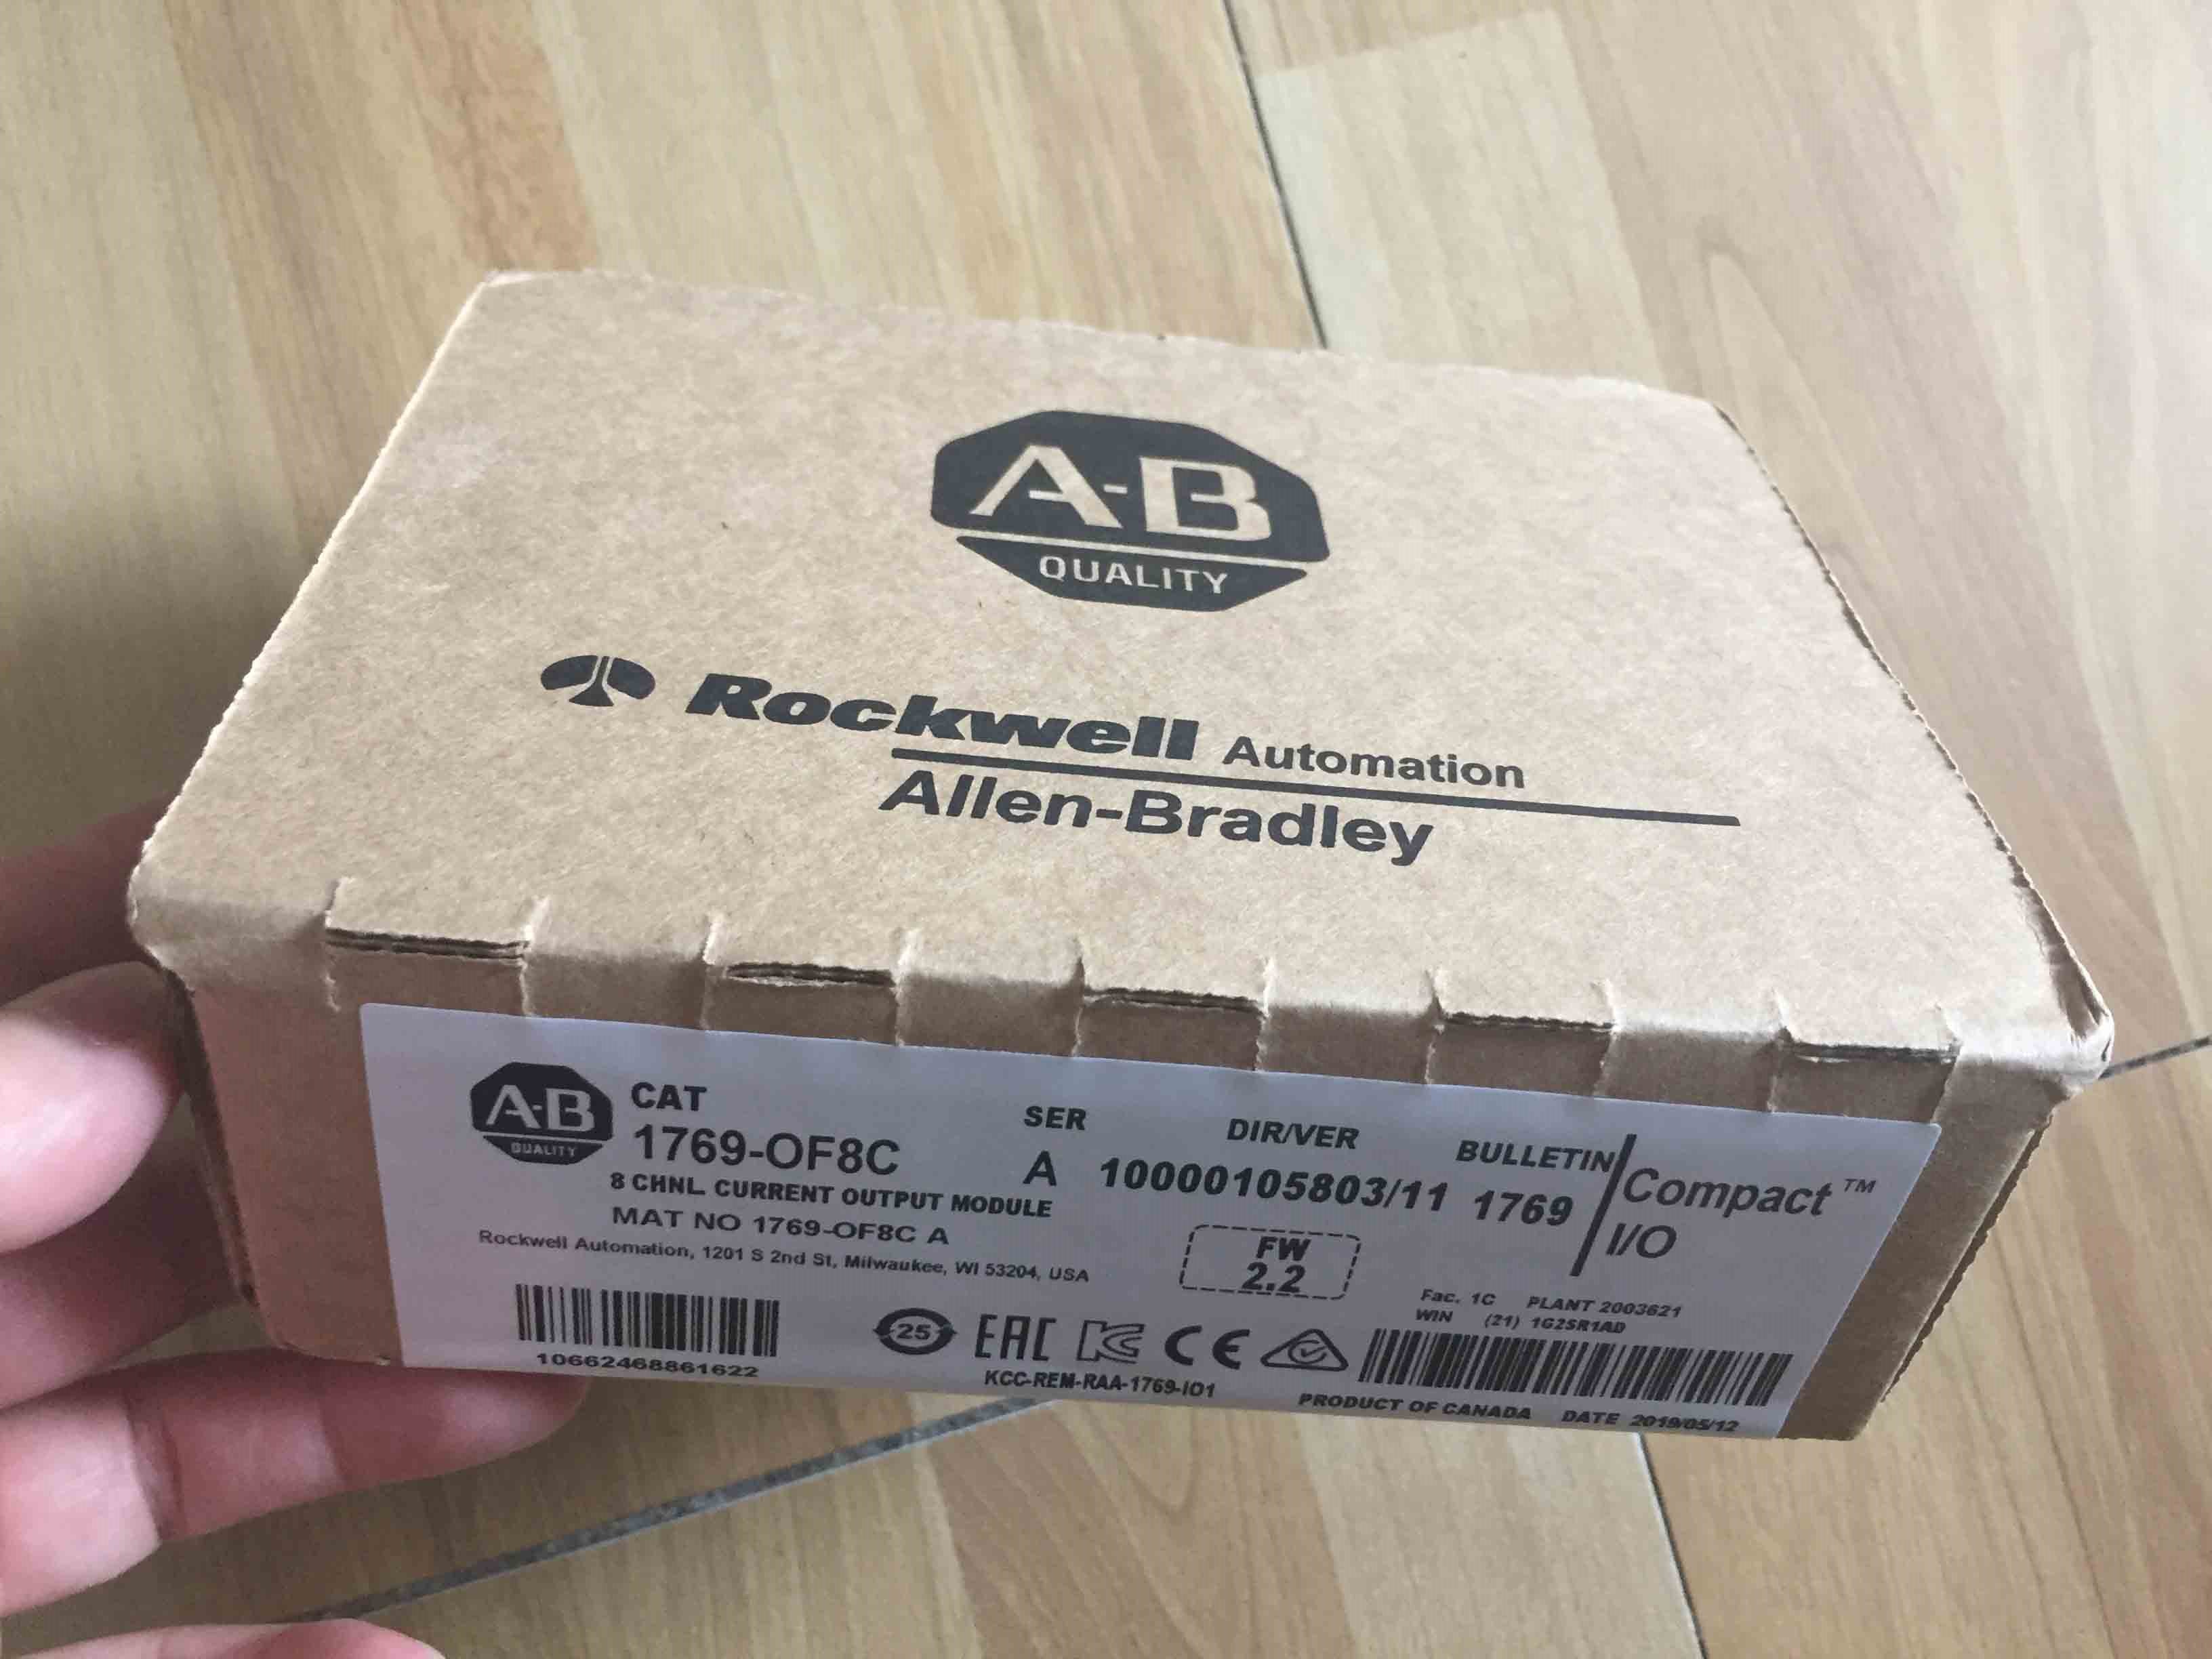 A-B
QUALITY
Rockwell Automation
Allen-Bradley
A-B
QUALITY
CAT
1769-OF8C
8 CHNL CURRENT OUTPUT MODULE
MAT NO 1769-OF8C A
Rockwell Automation, 1201 S 2nd St, Milwaukee, WI 53204, USA
SER
A
DIR/VER
10000105803/11
BULLETIN
1769
Compact™
I/O
FW
2.2
Fac. 1C PLANT 2003621
WIN (21) 1G2SR1AD
10662468861622
25
EAC
KC
CE
KCC-REM-RAA-1769-IO1
PRODUCT OF CANADA DATE 2019/05/12